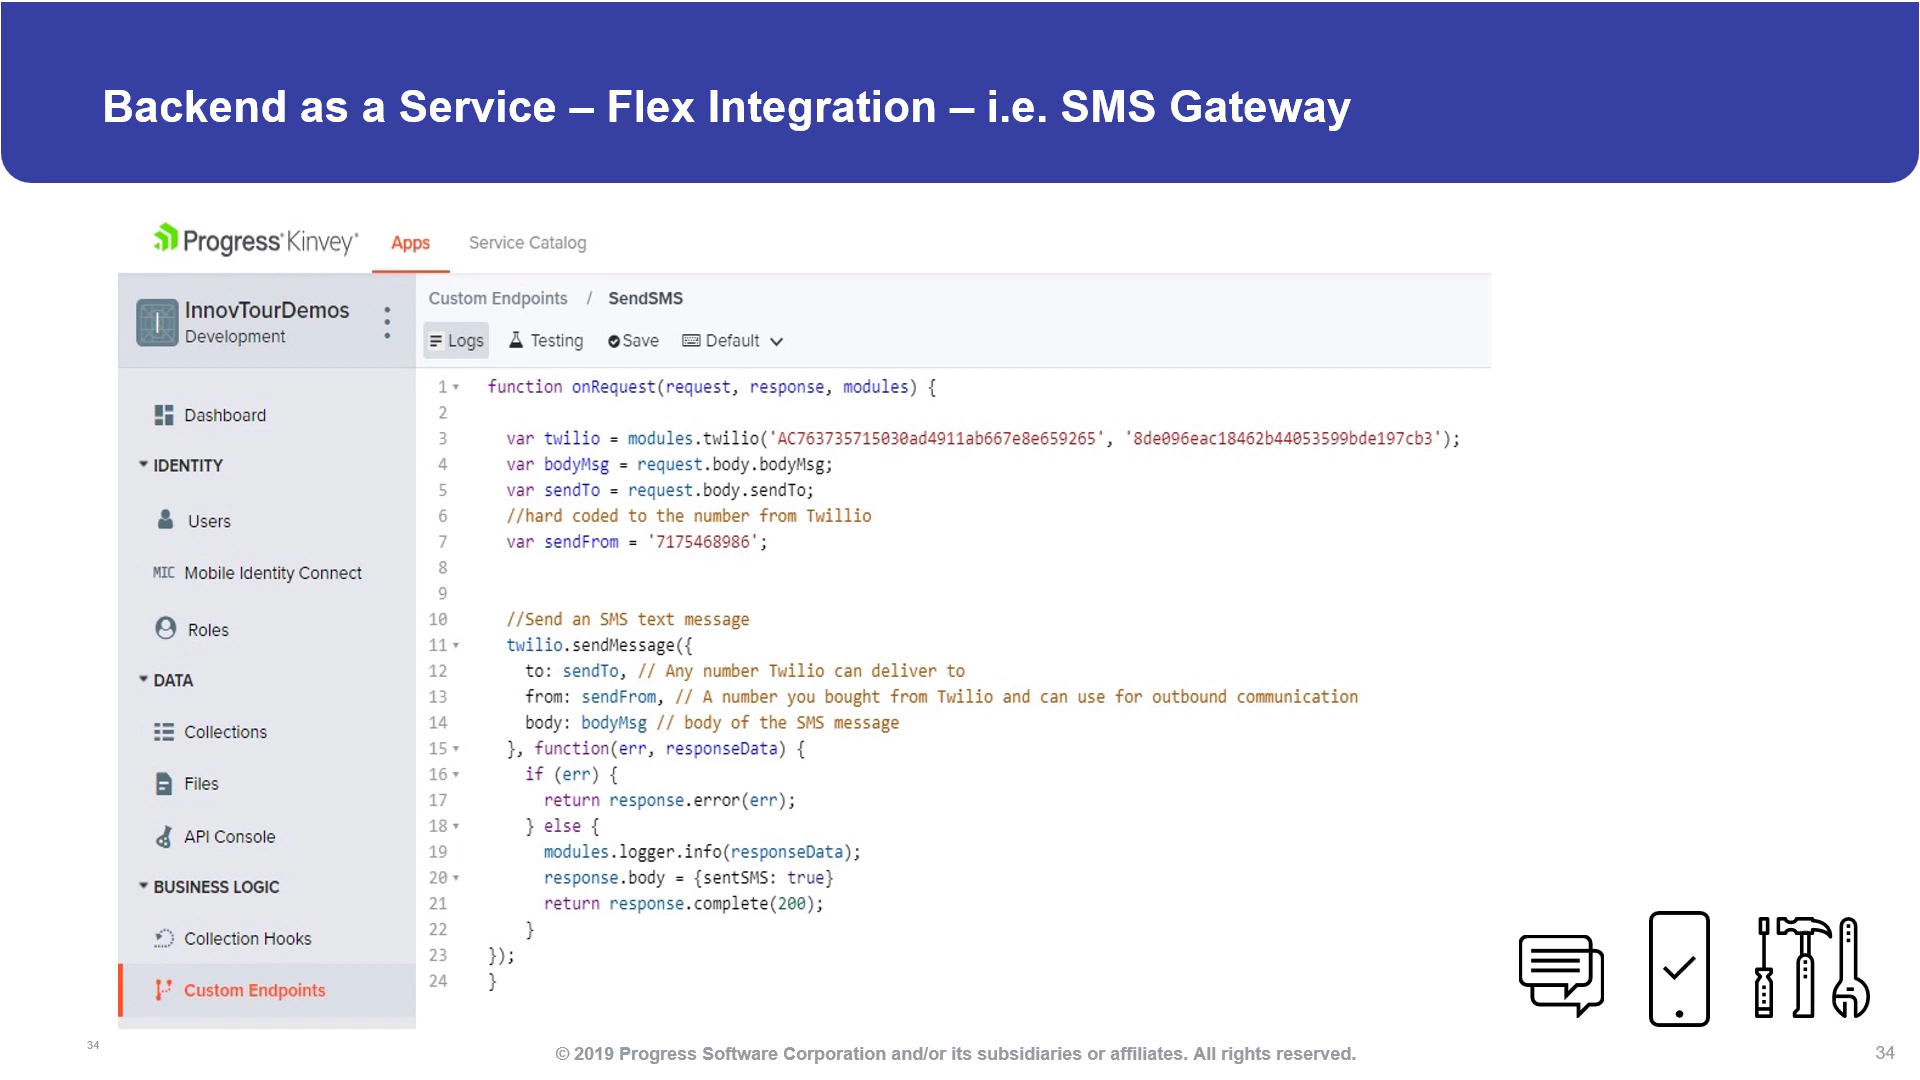 Backend as a Service – Flex Integration – i.e. SMS Gateway
Progress Kinvey
Apps
Service Catalog
InnovTourDemos
Development
Custom Endpoints / SendSMS
Logs Testing Save Default
Dashboard
IDENTITY
Users
MIC Mobile Identity Connect
Roles
DATA
Collections
Files
API Console
BUSINESS LOGIC
Collection Hooks
Custom Endpoints
1 function onRequest(request, response, modules) {
2
3 var twilio = modules.twilio('AC763735715030ad4911ab667e8e659265', '8de096eac18462b44053599bde197cb3');
4 var bodyMsg = request.body.bodyMsg;
5 var sendTo = request.body.sendTo;
6 //hard coded to the number from Twillio
7 var sendFrom = '7175468986';
8
9
10 //Send an SMS text message
11 twilio.sendMessage({
12 to: sendTo, // Any number Twilio can deliver to
13 from: sendFrom, // A number you bought from Twilio and can use for outbound communication
14 body: bodyMsg // body of the SMS message
15 }, function(err, responseData) {
16 if (err) {
17 return response.error(err);
18 } else {
19 modules.logger.info(responseData);
20 response.body = {sentSMS: true}
21 return response.complete(200);
22 }
23 });
24 }
34
© 2019 Progress Software Corporation and/or its subsidiaries or affiliates. All rights reserved.
34